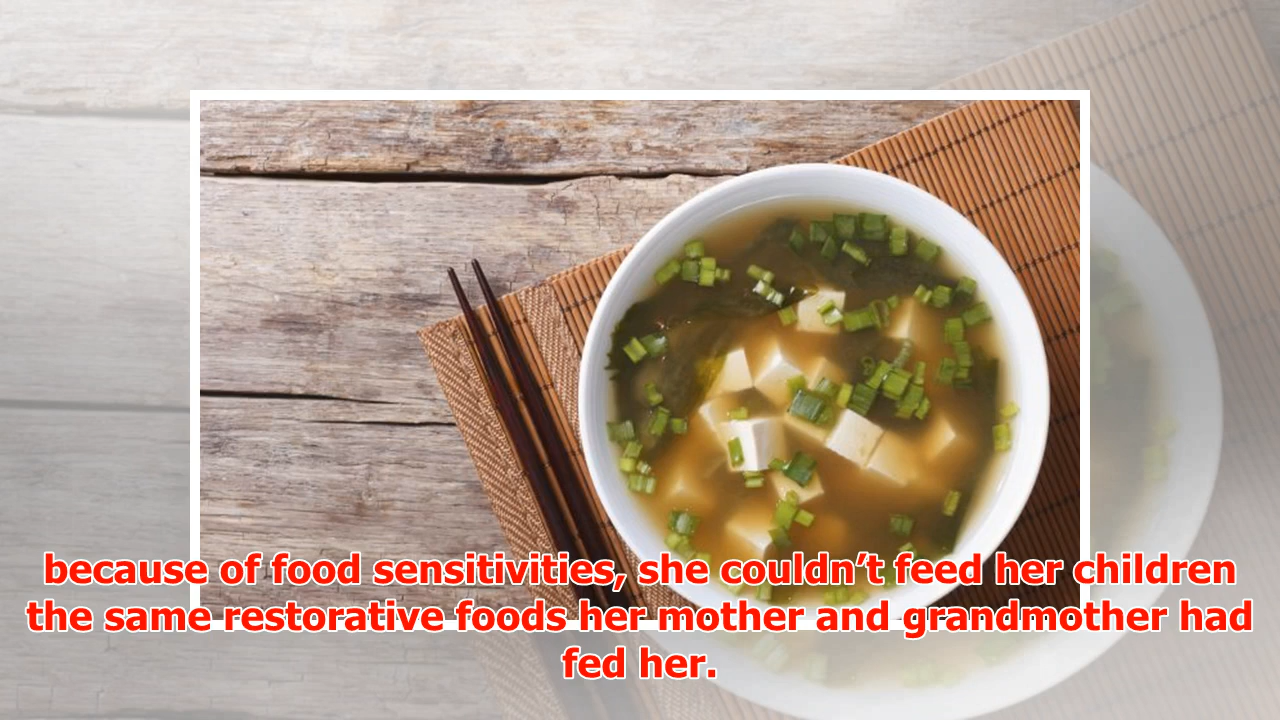 because of food sensitivities, she couldn’t feed her children
the same restorative foods her mother and grandmother had
fed her.